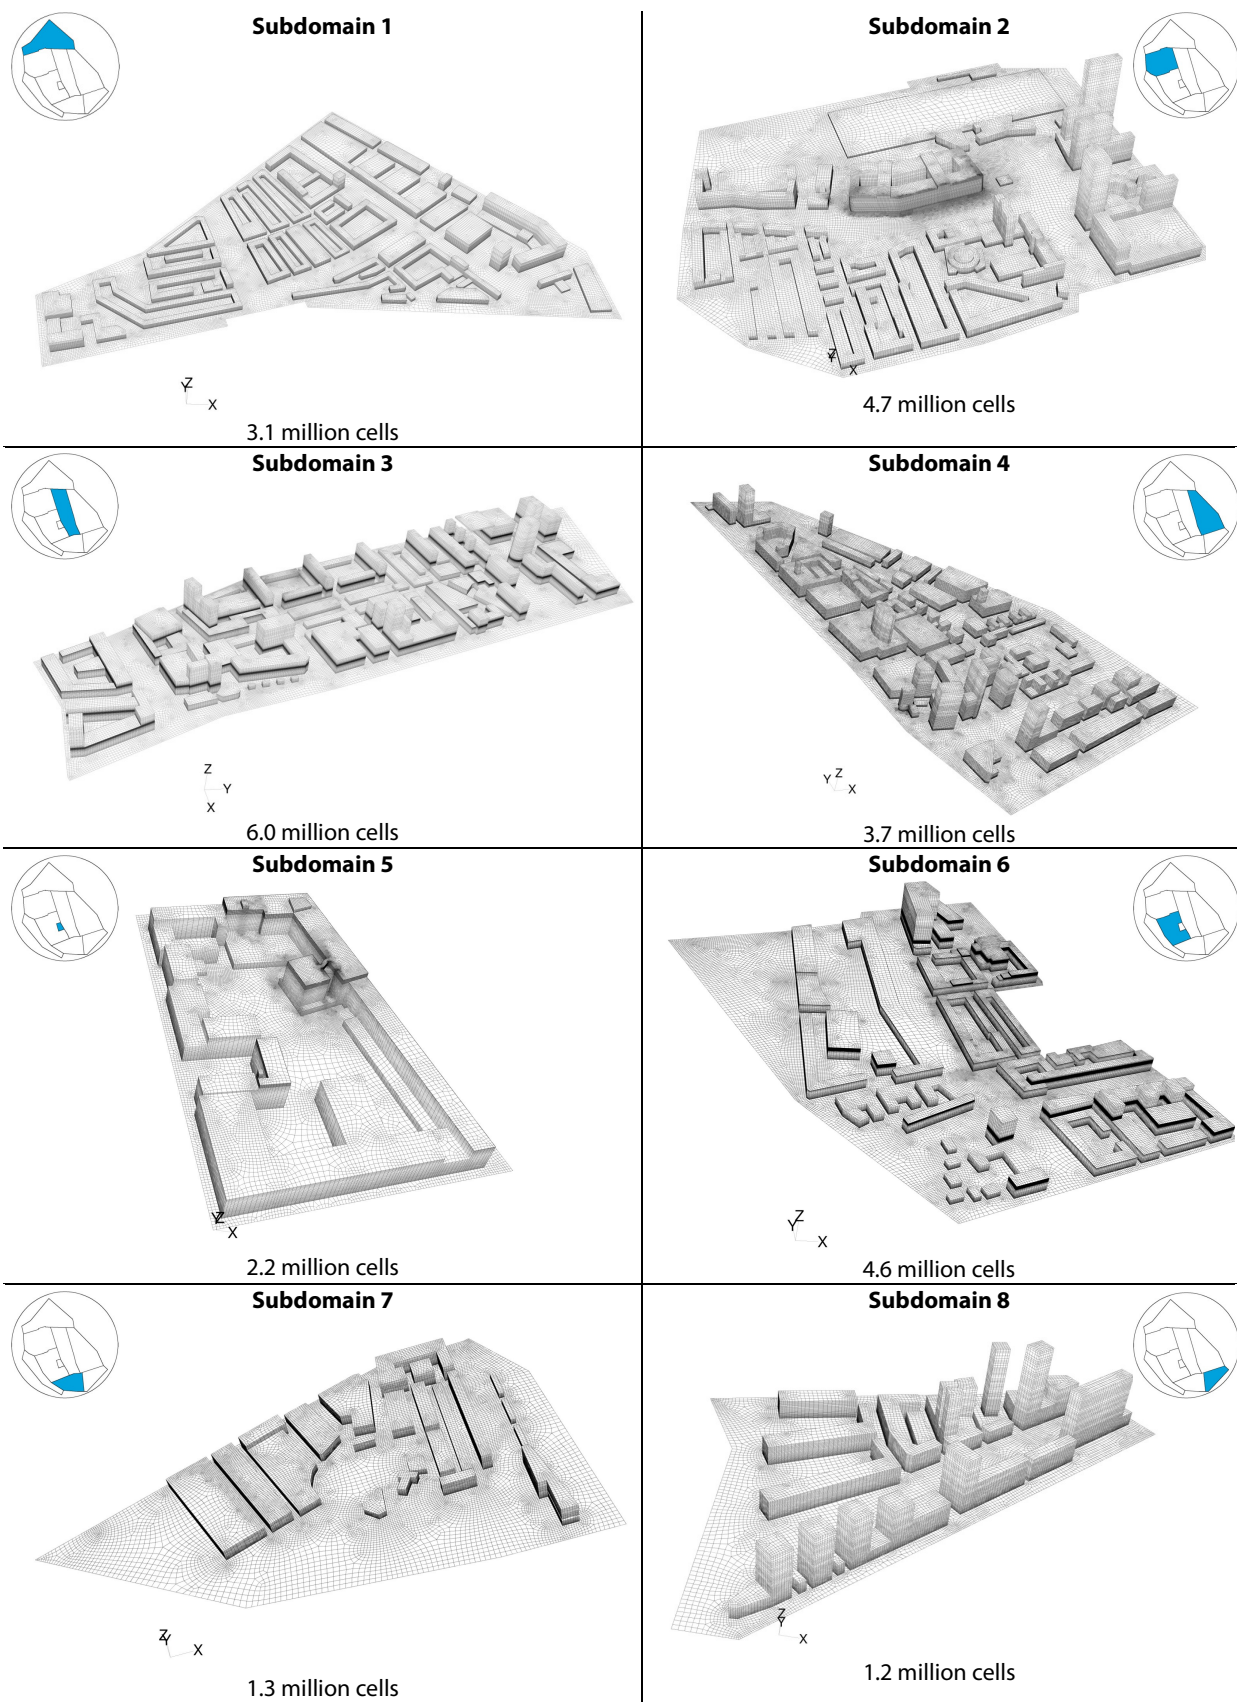 Subdomain 1
Z
Y
X
3.1 million cells
Subdomain 2
Z
Y
X
4.7 million cells
Subdomain 3
Z
Y
X
6.0 million cells
Subdomain 4
Y Z
X
3.7 million cells
Subdomain 5
Y Z
X
2.2 million cells
Subdomain 6
Z
Y
X
4.6 million cells
Subdomain 7
Z
Y
X
1.3 million cells
Subdomain 8
Z
Y
X
1.2 million cells